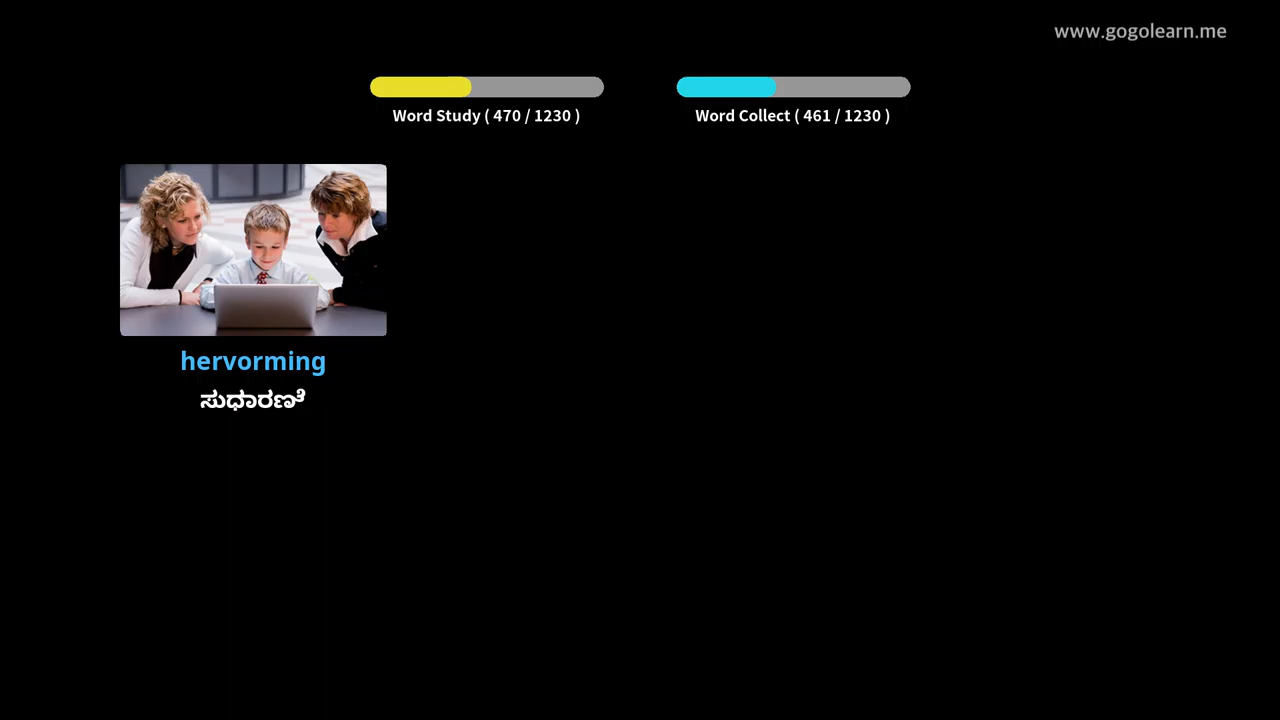 www.gogolearn.me
Word Study ( 470 / 1230 )
Word Collect ( 461 / 1230 )
hervorming
ಸುಧಾರಣೆ